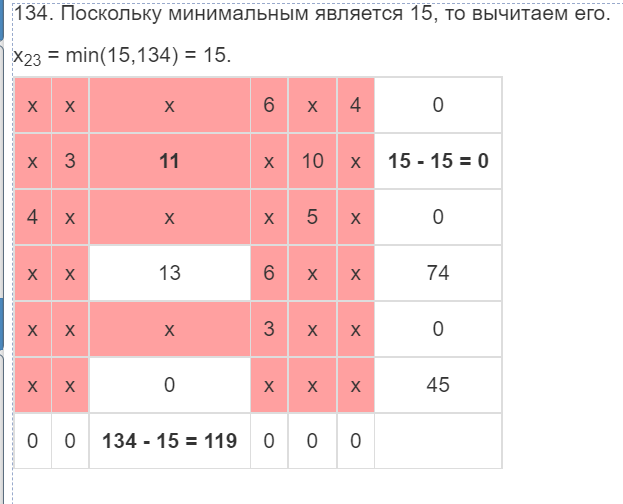 134. Поскольку минимальным является 15, то вычитаем его.
x23 = min(15,134) = 15.
x x x 6 x 4 0
x 3 11 x 10 x 15 - 15 = 0
4 x x x 5 x 0
x x 13 6 x x 74
x x x 3 x x 0
x x 0 x x x 45
0 0 134 - 15 = 119 0 0 0